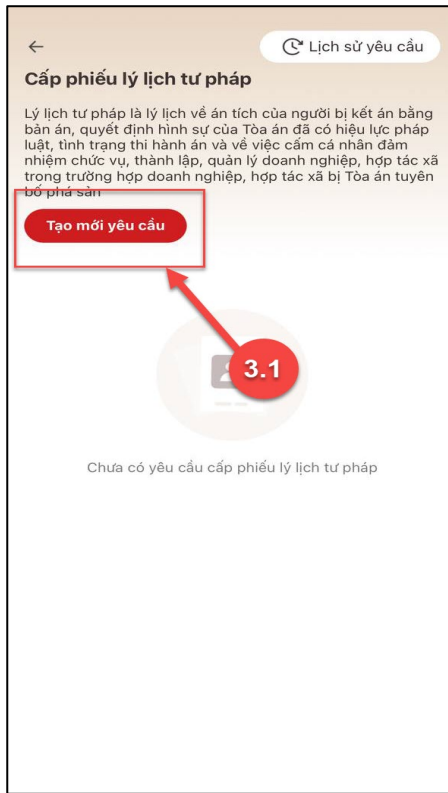 Lịch sử yêu cầu
Cấp phiếu lý lịch tư pháp
Lý lịch tư pháp là lý lịch về án tích của người bị kết án bằng
bản án, quyết định hình sự của Tòa án đã có hiệu lực pháp
luật, tình trạng thi hành án và về việc cấm cá nhân đảm
nhiệm chức vụ, thành lập, quản lý doanh nghiệp, hợp tác xã
trong trường hợp doanh nghiệp, hợp tác xã bị Tòa án tuyên
bố phá sản
Tạo mới yêu cầu
3.1
Chưa có yêu cầu cấp phiếu lý lịch tư pháp